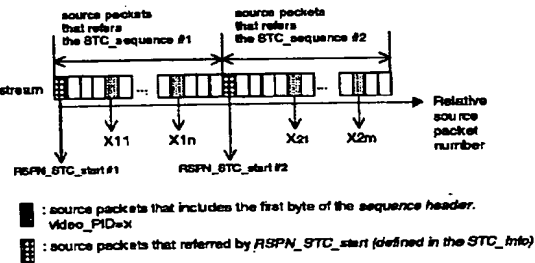 source packets
that refers
the STC_sequence #1
source packets
that refers
the STC_sequence #2
stream
...
...
Relative
source
packet
number
X11
X1n
X21
X2m
RSPN_STC_start #1
RSPN_STC_start #2
: source packets that includes the first byte of the sequence header.
video_PID=x
: source packets that referred by RSPN_STC_start (defined in the STC_Info)